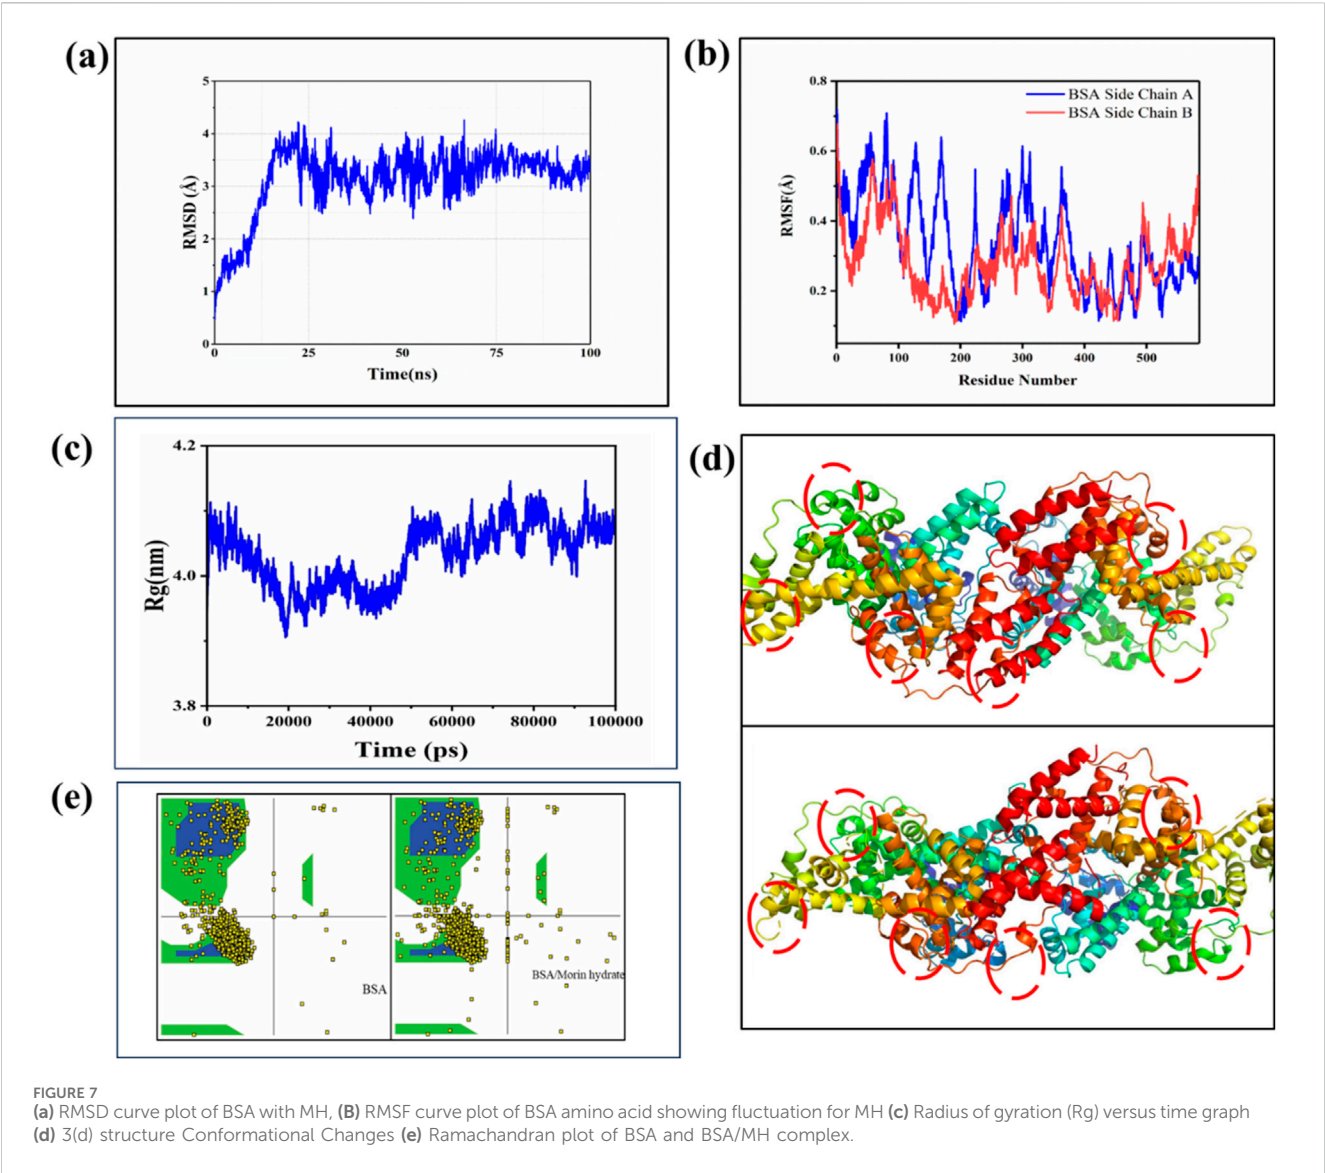 (a)
5
4
3
2
1
0
RMSD (Å)
0 25 50 75 100
Time(ns)
(b)
0.8
0.6
0.4
0.2
RMSF(Å)
BSA Side Chain A
BSA Side Chain B
0 100 200 300 400 500
Residue Number
(c)
4.2
4.0
3.8
Rg(nm)
0 20000 40000 60000 80000 100000
Time (ps)
(d)
(e)
BSA
BSA/Morin hydrate
FIGURE 7
(a) RMSD curve plot of BSA with MH, (B) RMSF curve plot of BSA amino acid showing fluctuation for MH (c) Radius of gyration (Rg) versus time graph
(d) 3(d) structure Conformational Changes (e) Ramachandran plot of BSA and BSA/MH complex.